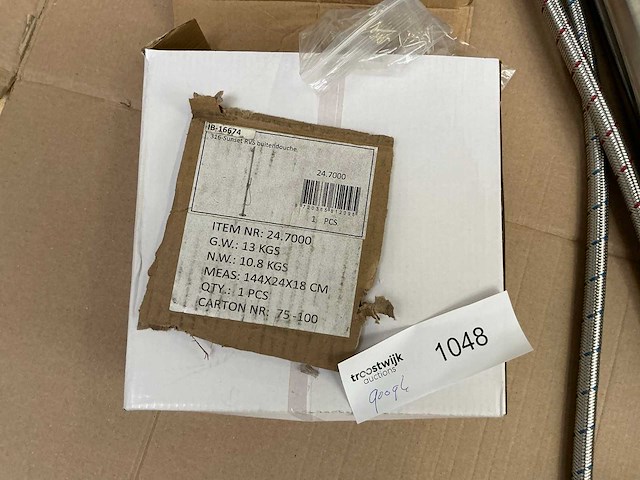 IB-16674
316-Sunset RVS buitendouche
24.7000
1 PCS
ITEM NR: 24.7000
G.W.: 13 KGS
N.W.: 10.8 KGS
MEAS: 144X24X18 CM
QTY.: 1 PCS
CARTON NR: 75-100
troostwijk
auctions
1048